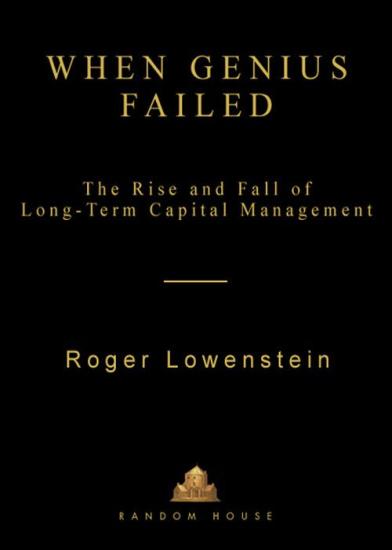 WHEN GENIUS
FAILED
The Rise and Fall of
Long-Term Capital Management
Roger Lowenstein
RANDOM HOUSE